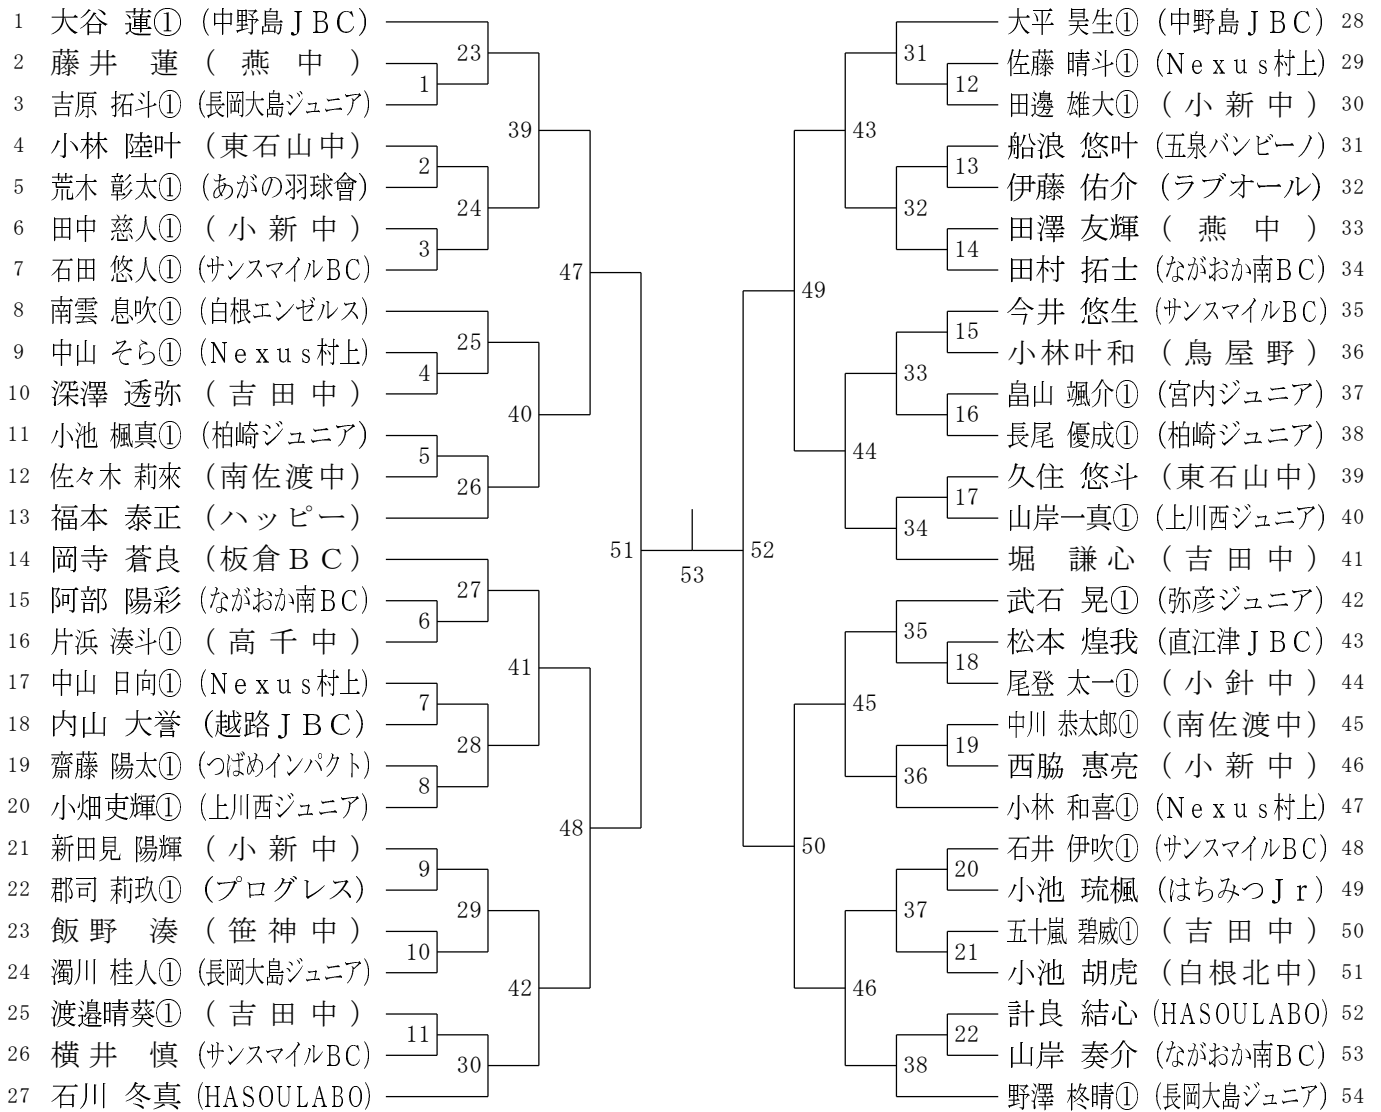 1 大谷 蓮① (中野島ＪＢＣ)
2 藤井 蓮 (燕中)
3 吉原 拓斗① (長岡大島ジュニア)
4 小林 陸叶 (東石山中)
5 荒木 彰太① (あがの羽球會)
6 田中 慈人① (小新中)
7 石田 悠人① (サンスマイルBC)
8 南雲 息吹① (白根エンゼルス)
9 中山 そら① (Ｎｅｘｕｓ村上)
10 深澤 透弥 (吉田中)
11 小池 楓真① (柏崎ジュニア)
12 佐々木 莉來 (南佐渡中)
13 福本 泰正 (ハッピー)
14 岡寺 蒼良 (板倉ＢＣ)
15 阿部 陽彩 (ながおか南BC)
16 片浜 湊斗① (高千中)
17 中山 日向① (Ｎｅｘｕｓ村上)
18 内山 大誉 (越路ＪＢＣ)
19 齋藤 陽太① (つばめインパクト)
20 小畑吏輝① (上川西ジュニア)
21 新田見 陽輝 (小新中)
22 郡司 莉玖① (プログレス)
23 飯野 湊 (笹神中)
24 濁川 桂人① (長岡大島ジュニア)
25 渡邉晴葵① (吉田中)
26 横井 慎 (サンスマイルBC)
27 石川 冬真 (HASOULABO)
23
1
39
2
24
3
47
25
4
40
5
26
51
27
6
41
7
28
8
48
9
29
10
42
11
30
53
52
31
12
43
13
32
14
49
15
33
16
44
17
34
35
18
45
19
36
50
20
37
21
46
22
38
大平 昊生① (中野島ＪＢＣ) 28
佐藤 晴斗① (Ｎｅｘｕｓ村上) 29
田邊 雄大① (小新中) 30
船浪 悠叶 (五泉バンビーノ) 31
伊藤 佑介 (ラブオール) 32
田澤 友輝 (燕中) 33
田村 拓士 (ながおか南BC) 34
今井 悠生 (サンスマイルBC) 35
小林叶和 (鳥屋野) 36
畠山 颯介① (宮内ジュニア) 37
長尾 優成① (柏崎ジュニア) 38
久住 悠斗 (東石山中) 39
山岸一真① (上川西ジュニア) 40
堀 謙心 (吉田中) 41
武石 晃① (弥彦ジュニア) 42
松本 煌我 (直江津ＪＢＣ) 43
尾登 太一① (小針中) 44
中川 恭太郎① (南佐渡中) 45
西脇 惠亮 (小新中) 46
小林 和喜① (Ｎｅｘｕｓ村上) 47
石井 伊吹① (サンスマイルBC) 48
小池 琉楓 (はちみつＪｒ) 49
五十嵐 碧威① (吉田中) 50
小池 胡虎 (白根北中) 51
計良 結心 (HASOULABO) 52
山岸 奏介 (ながおか南BC) 53
野澤 柊晴① (長岡大島ジュニア) 54